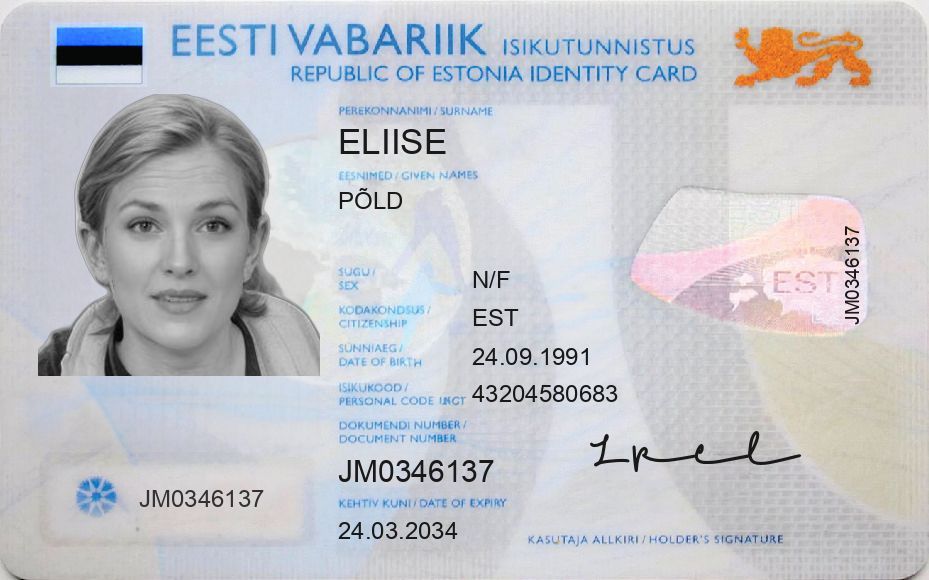 EESTI VABARIIK ISIKUTUNNISTUS
REPUBLIC OF ESTONIA IDENTITY CARD
PEREKONNANIMI / SURNAME
ELIISE
EESNIMED / GIVEN NAMES
PÕLD
SUGU /
SEX
N/F
KODAKONDSUS /
CITIZENSHIP
EST
SÜNNIAEG /
DATE OF BIRTH
24.09.1991
ISIKUKOOD /
PERSONAL CODE
43204580683
DOKUMENDI NUMBER /
DOCUMENT NUMBER
JM0346137
KEHTIV KUNI / DATE OF EXPIRY
24.03.2034
JM0346137
EST
JM0346137
KASUTAJA ALLKIRI / HOLDER'S SIGNATURE